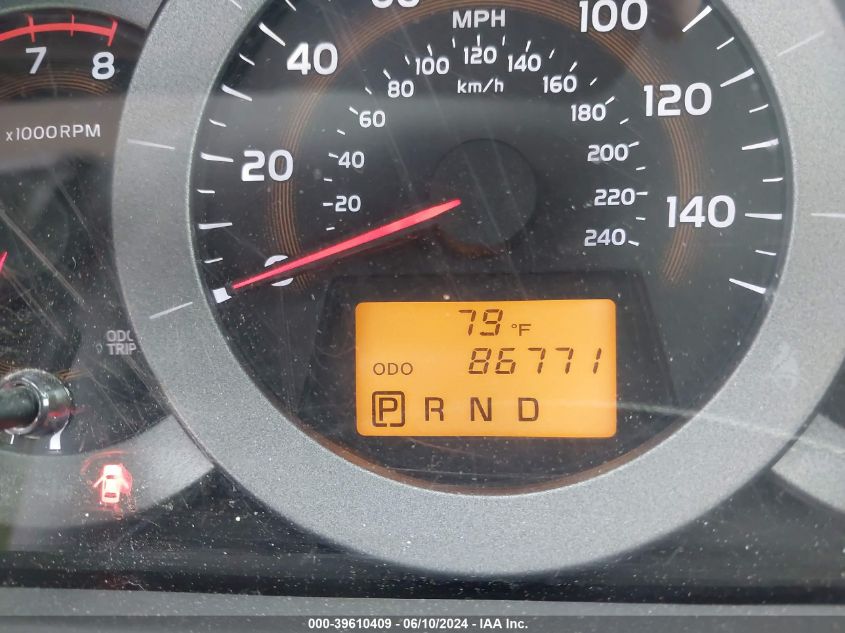 7 8
x1000RPM
ODO
TRIP
MPH
km/h
0 20 40 100 120 140
20 40 60 80 100 120 140 160 180 200 220 240
79 °F
ODO 86771
P R N D
000-39610409 - 06/10/2024 - IAA Inc.